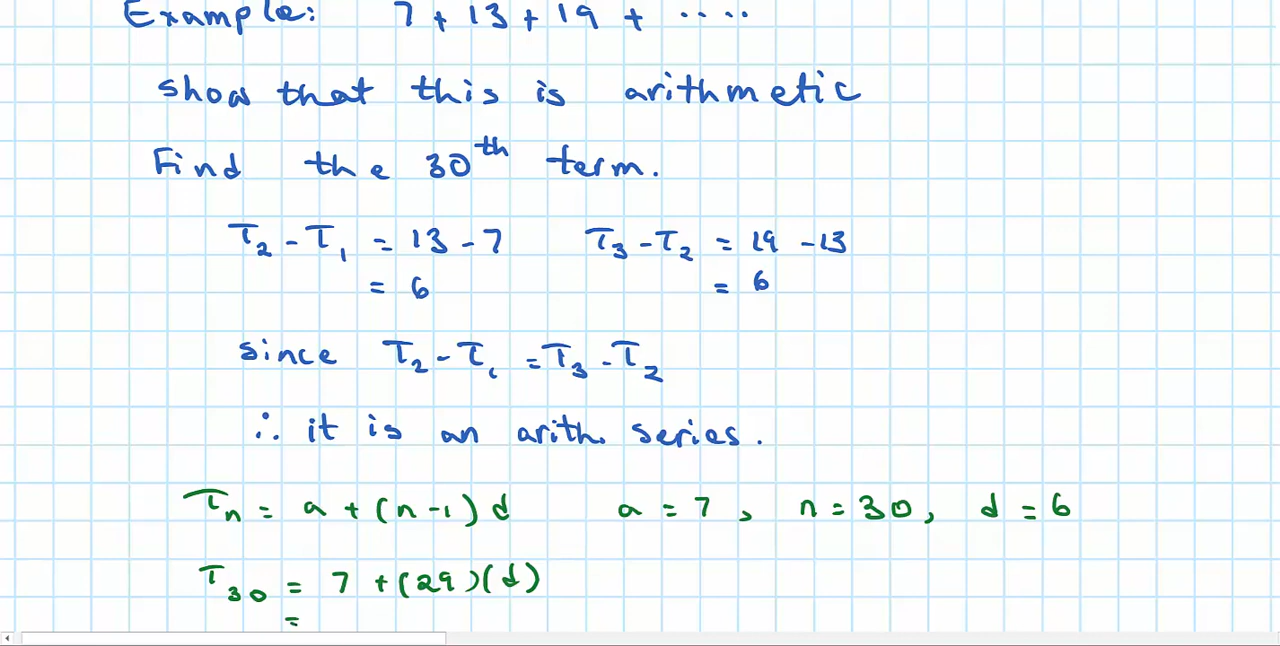 Example: 7 + 13 + 19 + ....
show that this is arithmetic
Find the 30th term.
T2 - T1 = 13 - 7 T3 - T2 = 19 - 13
= 6 = 6
since T2 - T1 = T3 - T2
∴ it is an arith. series.
Tn = a + (n - 1) d a = 7, n = 30, d = 6
T30 = 7 + (29)(d)
=